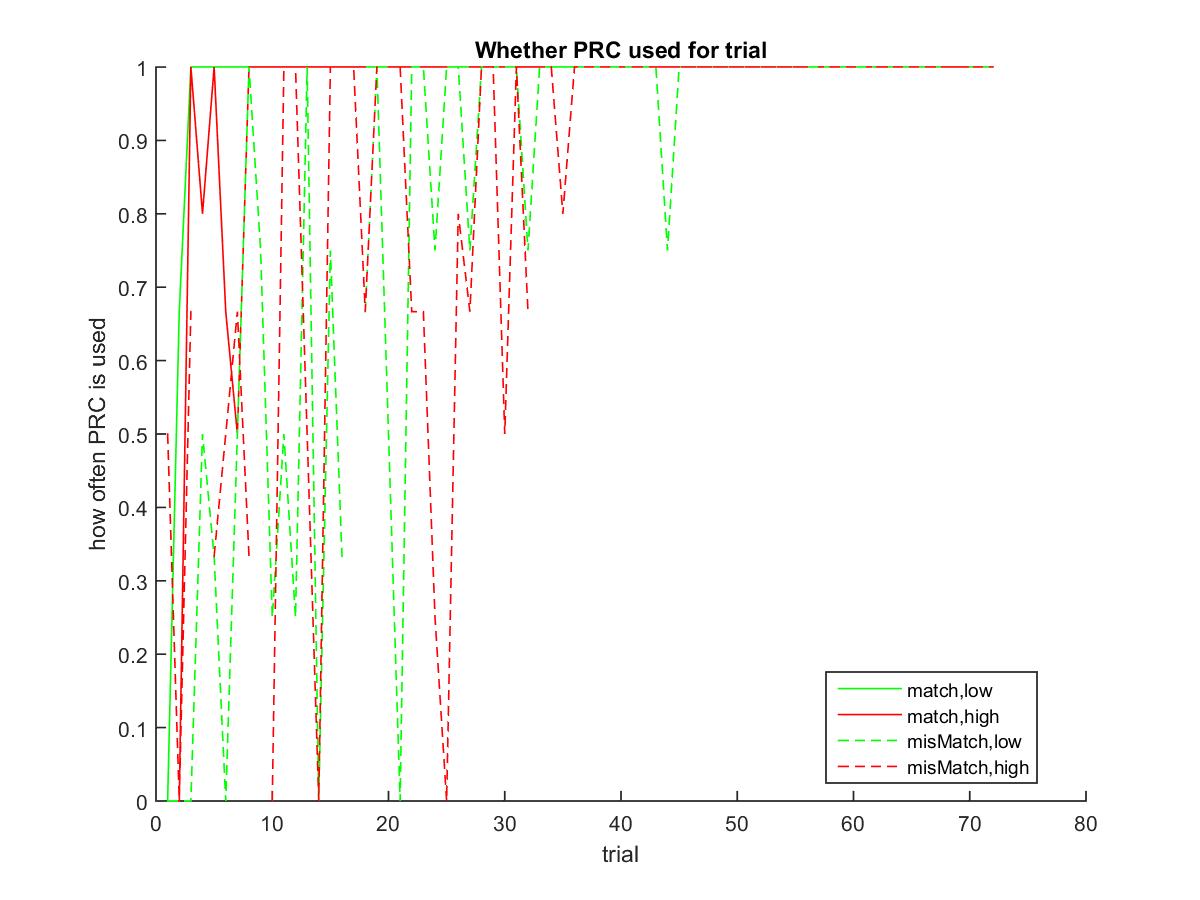 Whether PRC used for trial
how often PRC is used
1
0.9
0.8
0.7
0.6
0.5
0.4
0.3
0.2
0.1
0
0 10 20 30 40 50 60 70 80
trial
match,low
match,high
misMatch,low
misMatch,high